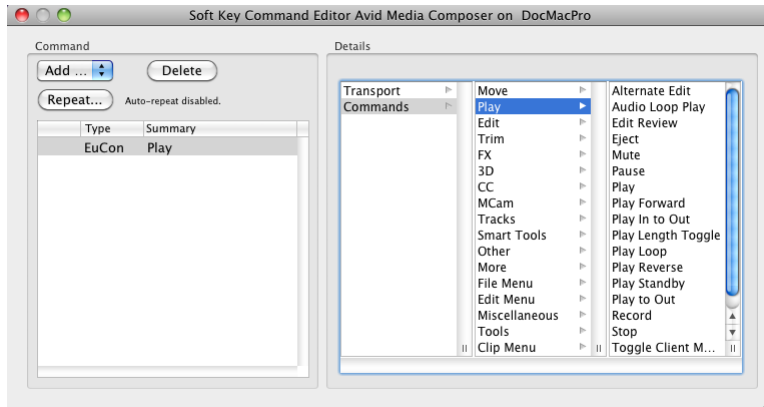 Soft Key Command Editor Avid Media Composer on DocMacPro
Command
Add ...
Delete
Repeat...
Auto-repeat disabled.
Type
Summary
EuCon
Play
Details
Transport
Commands
Move
Play
Edit
Trim
FX
3D
CC
MCam
Tracks
Smart Tools
Other
More
File Menu
Edit Menu
Miscellaneous
Tools
Clip Menu
Alternate Edit
Audio Loop Play
Edit Review
Eject
Mute
Pause
Play
Play Forward
Play In to Out
Play Length Toggle
Play Loop
Play Reverse
Play Standby
Play to Out
Record
Stop
Toggle Client M...